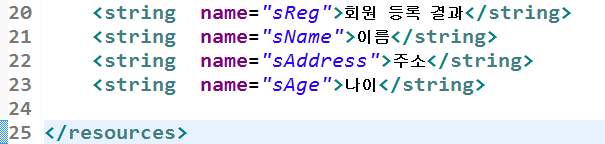 20 <string name="sReg">회원 등록 결과</string>
21 <string name="sName">이름</string>
22 <string name="sAddress">주소</string>
23 <string name="sAge">나이</string>
24
25 </resources>